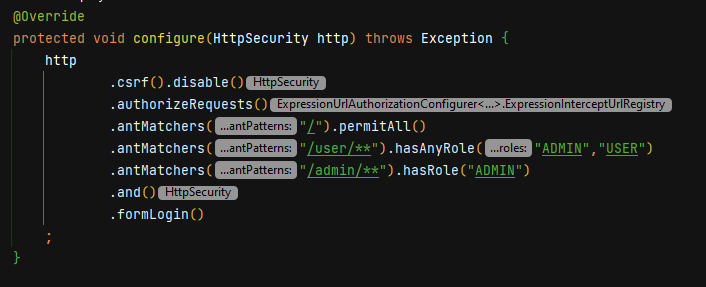 @Override
protected void configure(HttpSecurity http) throws Exception {
http
.csrf().disable() HttpSecurity
.authorizeRequests() ExpressionUrlAuthorizationConfigurer<...>.ExpressionInterceptUrlRegistry
.antMatchers( ...antPatterns: "/").permitAll()
.antMatchers( ...antPatterns: "/user/**").hasAnyRole( ...roles: "ADMIN","USER")
.antMatchers( ...antPatterns: "/admin/**").hasRole("ADMIN")
.and() HttpSecurity
.formLogin()
;
}